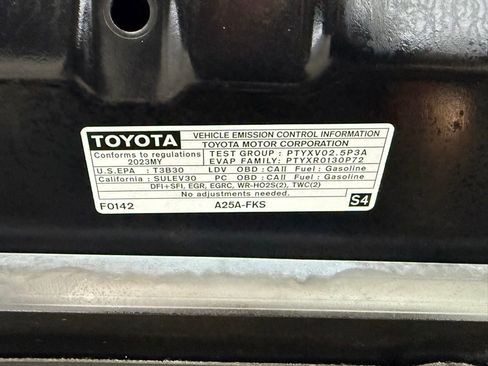 TOYOTA VEHICLE EMISSION CONTROL INFORMATION
TOYOTA MOTOR CORPORATION
Conforms to regulations TEST GROUP : PTYXV02.5P3A
2023MY EVAP FAMILY: PTYXR0130P72
U.S.EPA : T3B30 LDV OBD : CAII Fuel : Gasoline
California : SULEV30 PC OBD : CAII Fuel : Gasoline
DFI+SFI, EGR, EGRC, WR-HO2S(2), TWC(2)
No adjustments needed.
F0142 A25A-FKS S4